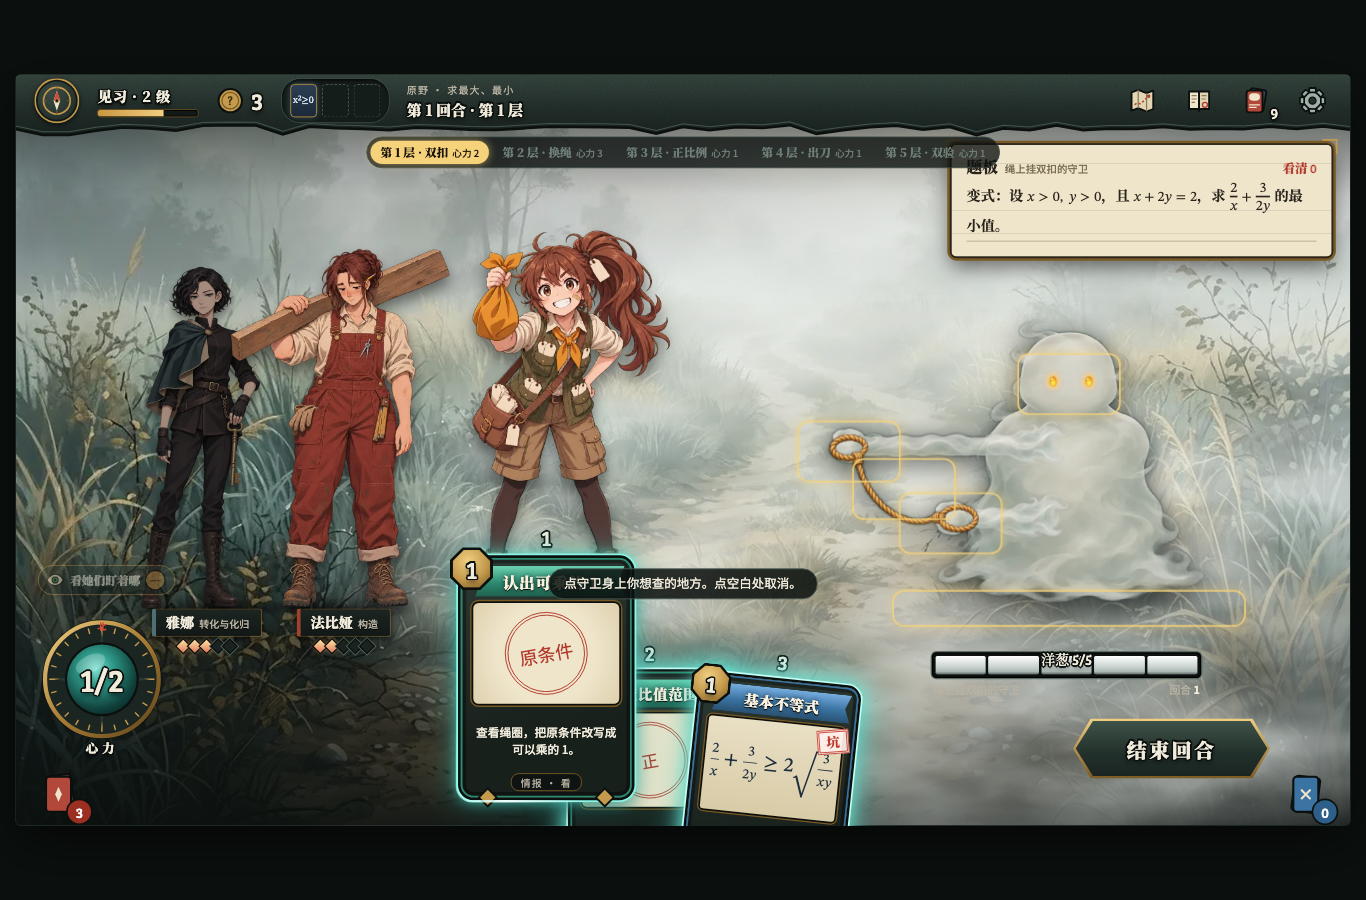 见习 · 2 级
3
x²≥0
原野 · 求最大、最小
第 1 回合 · 第 1 层
9
第 1 层 · 双扣 心力 2
第 2 层 · 换绳 心力 3
第 3 层 · 正比例 心力 1
第 4 层 · 出刀 心力 1
第 5 层 · 双验 心力 1
题板 绳上挂双扣的守卫
看清 0
变式：设 x > 0, y > 0，且 x + 2y = 2，求 2/x + 3/2y 的最
小值。
看她们盯着哪
雅娜 转化与化归
法比娅 构造
1/2
心力
3
1
1
认出可
点守卫身上你想查的地方。点空白处取消。
原条件
查看绳圈，把原条件改写成
可以乘的 1。
情报 · 看
2
比值范围
正
3
1
基本不等式
坑
2/x + 3/2y ≥ 2√3/xy
洋葱 5/5
回合 1
结束回合
0